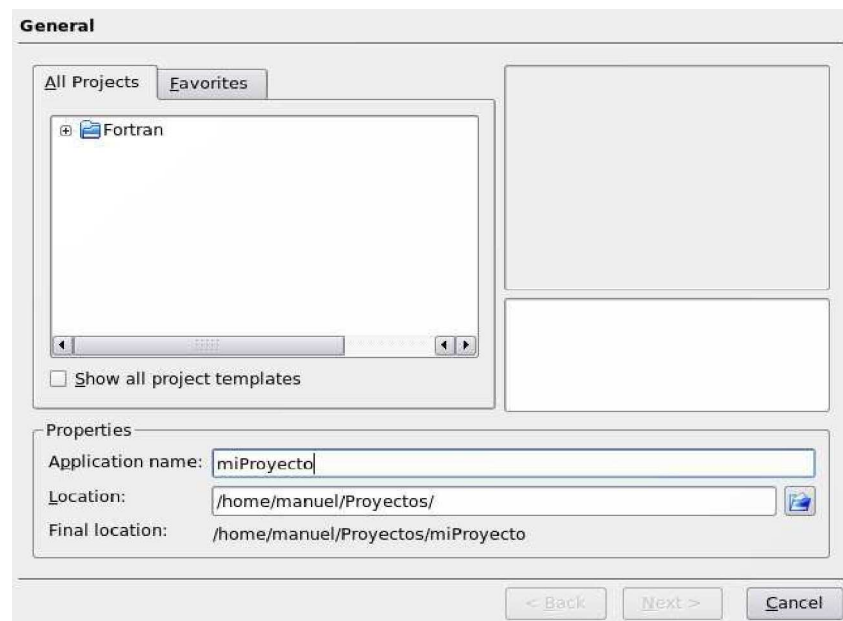 General
All Projects
Favorites
Fortran
Show all project templates
Properties
Application name: miProyecto
Location: /home/manuel/Proyectos/
Final location: /home/manuel/Proyectos/miProyecto
< Back
Next >
Cancel